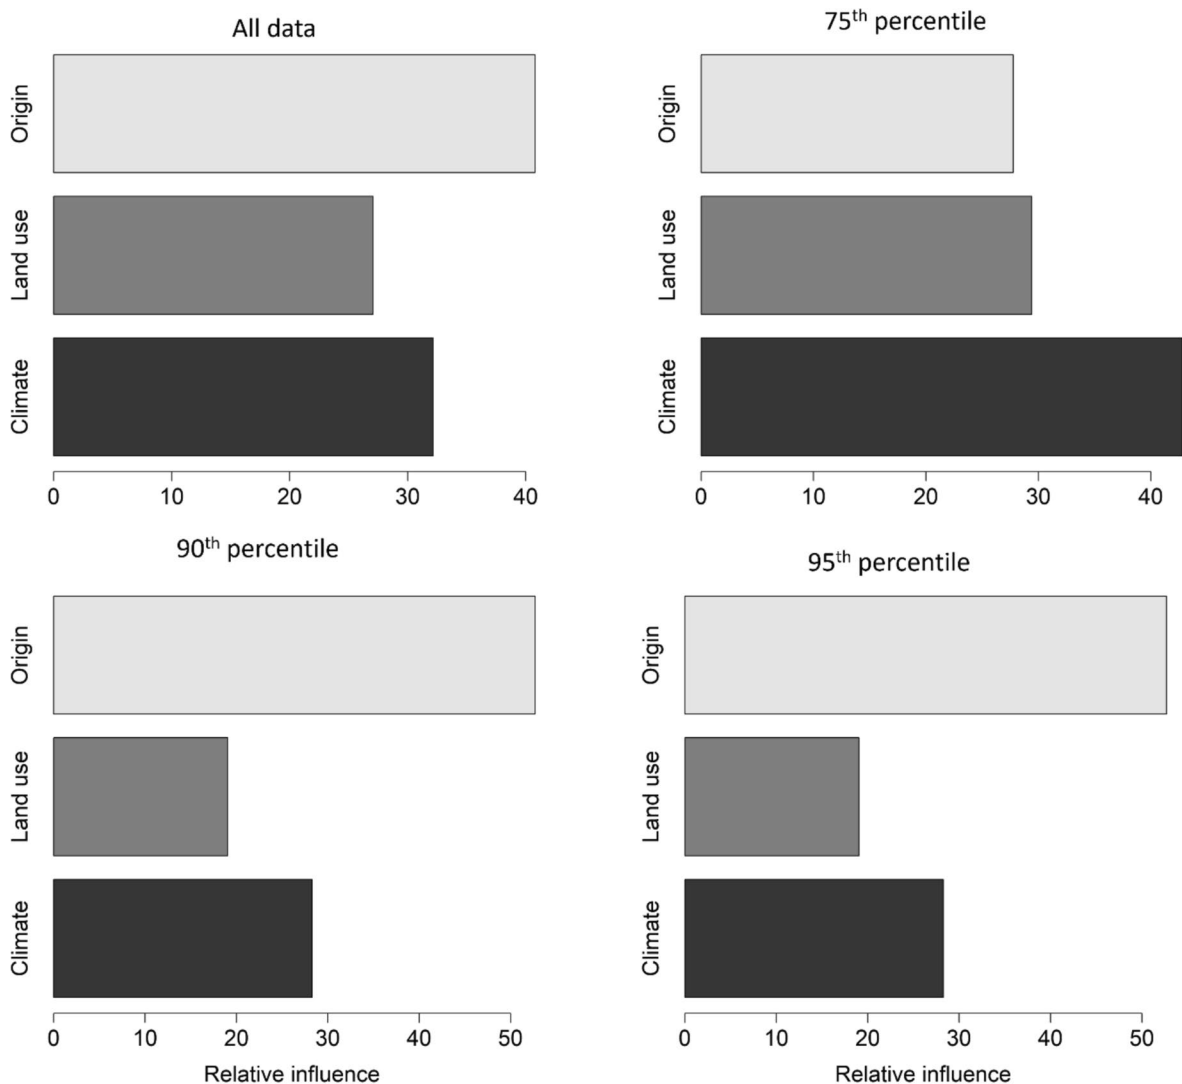 All data
Origin
Land use
Climate
0 10 20 30 40
75th percentile
Origin
Land use
Climate
0 10 20 30 40
90th percentile
Origin
Land use
Climate
0 10 20 30 40 50
Relative influence
95th percentile
Origin
Land use
Climate
0 10 20 30 40 50
Relative influence